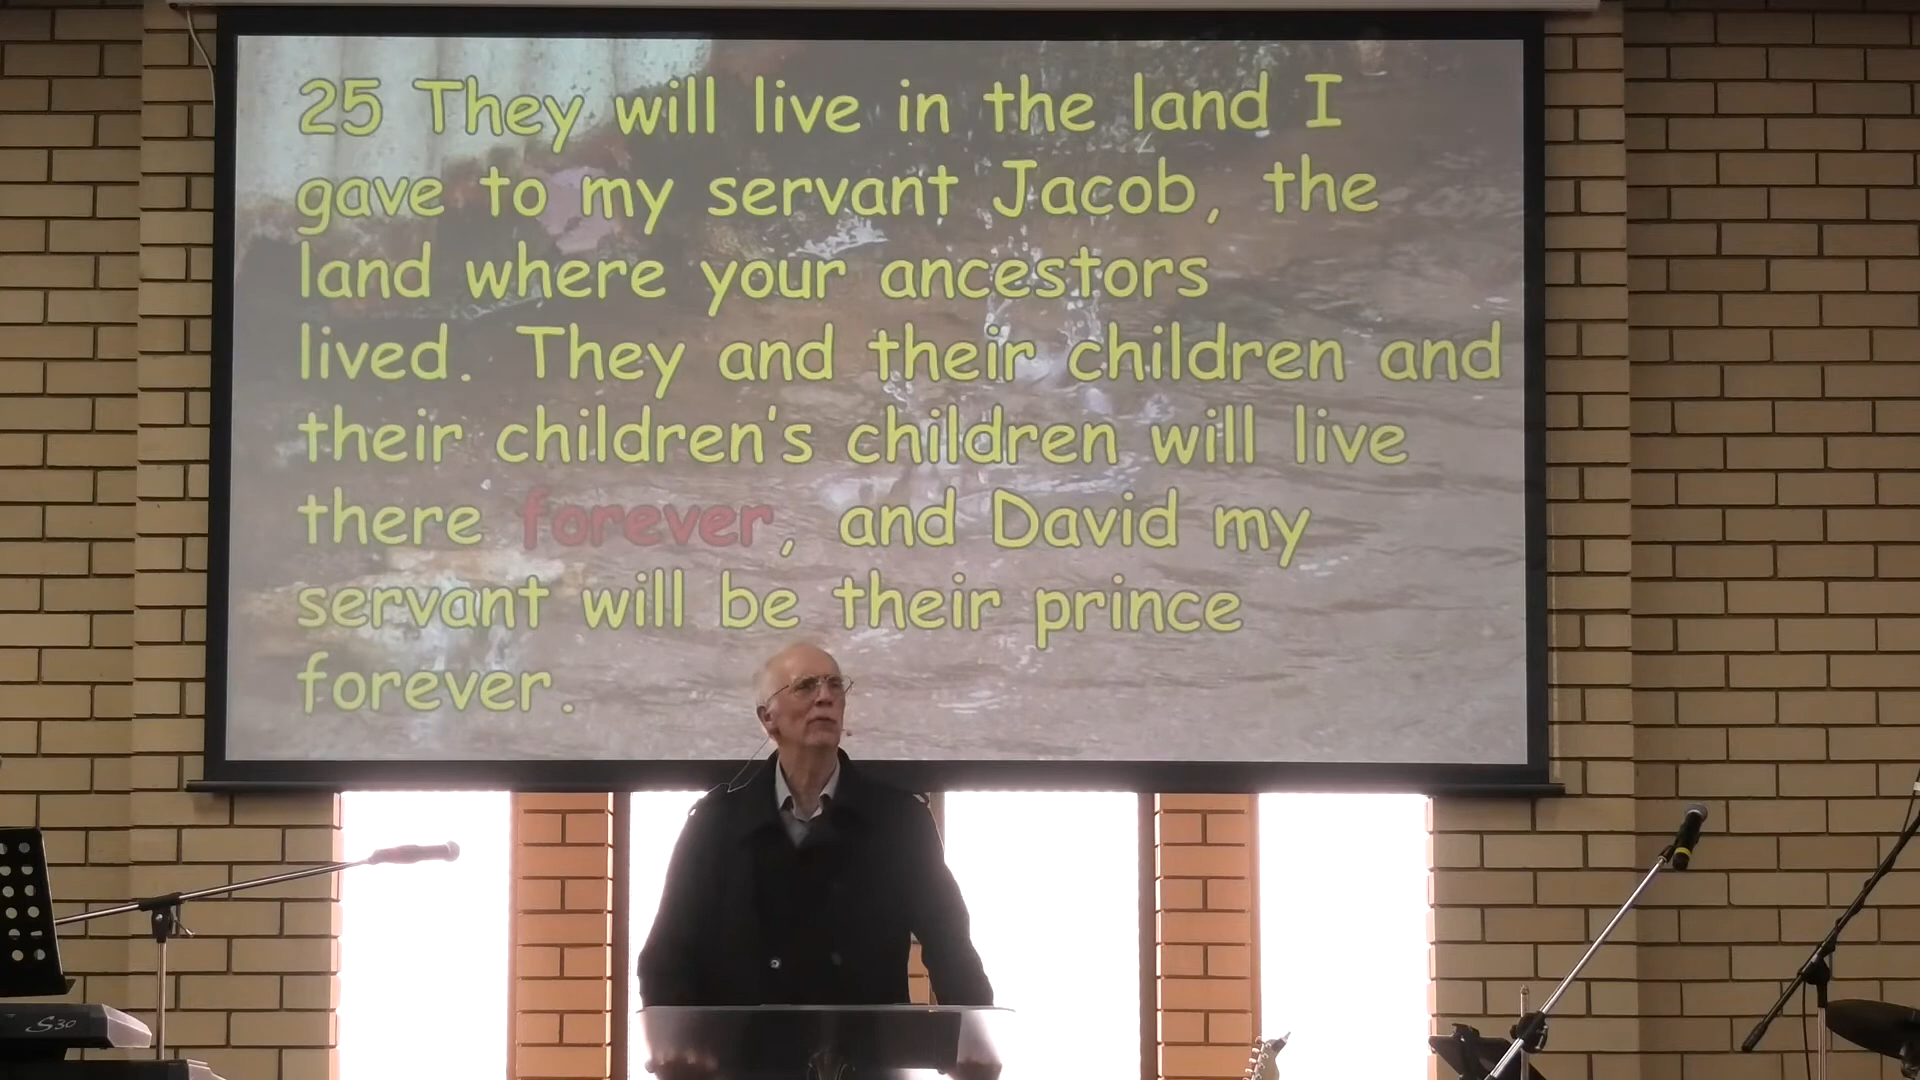 25 They will live in the land I
gave to my servant Jacob, the
land where your ancestors
lived. They and their children and
their children's children will live
there forever, and David my
servant will be their prince
forever.
S30